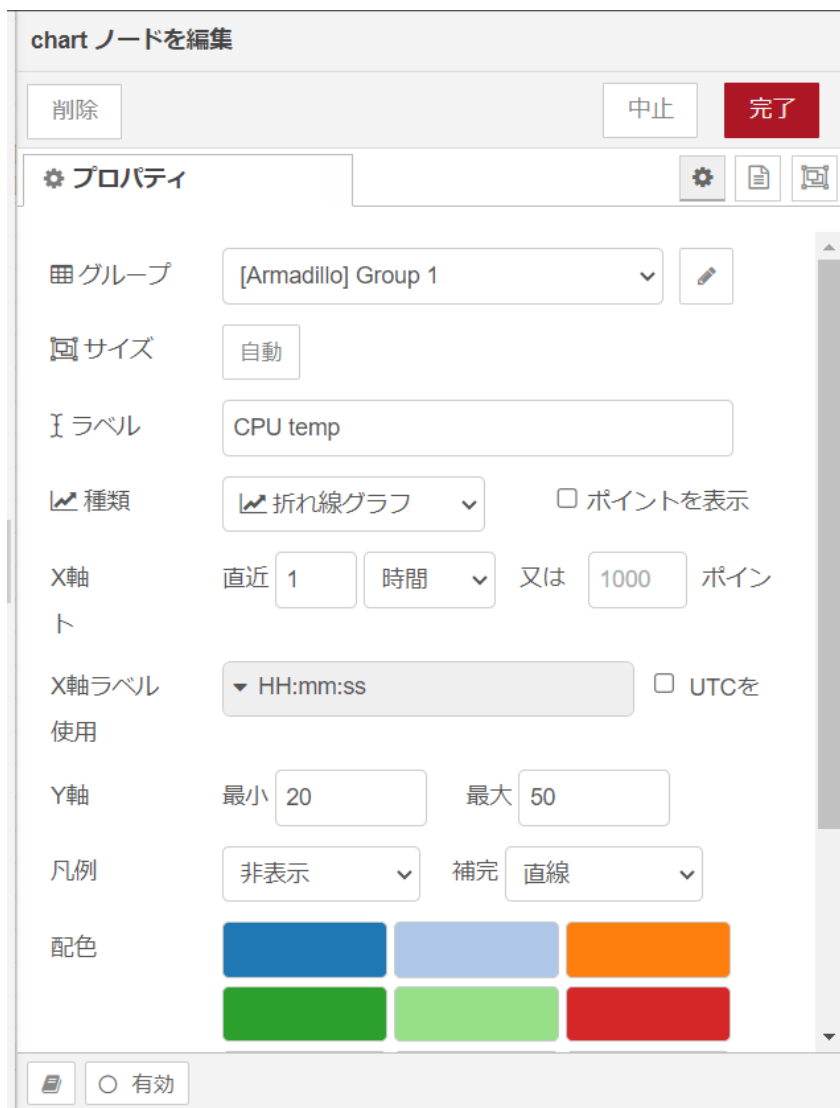 chart ノードを編集
削除 中止 完了
プロパティ
グループ [Armadillo] Group 1
サイズ 自動
ラベル CPU temp
種類 折れ線グラフ ポイントを表示
X軸 直近 1 時間 又は 1000 ポイン
ト
X軸ラベル HH:mm:ss UTCを
使用
Y軸 最小 20 最大 50
凡例 非表示 補完 直線
配色
有効